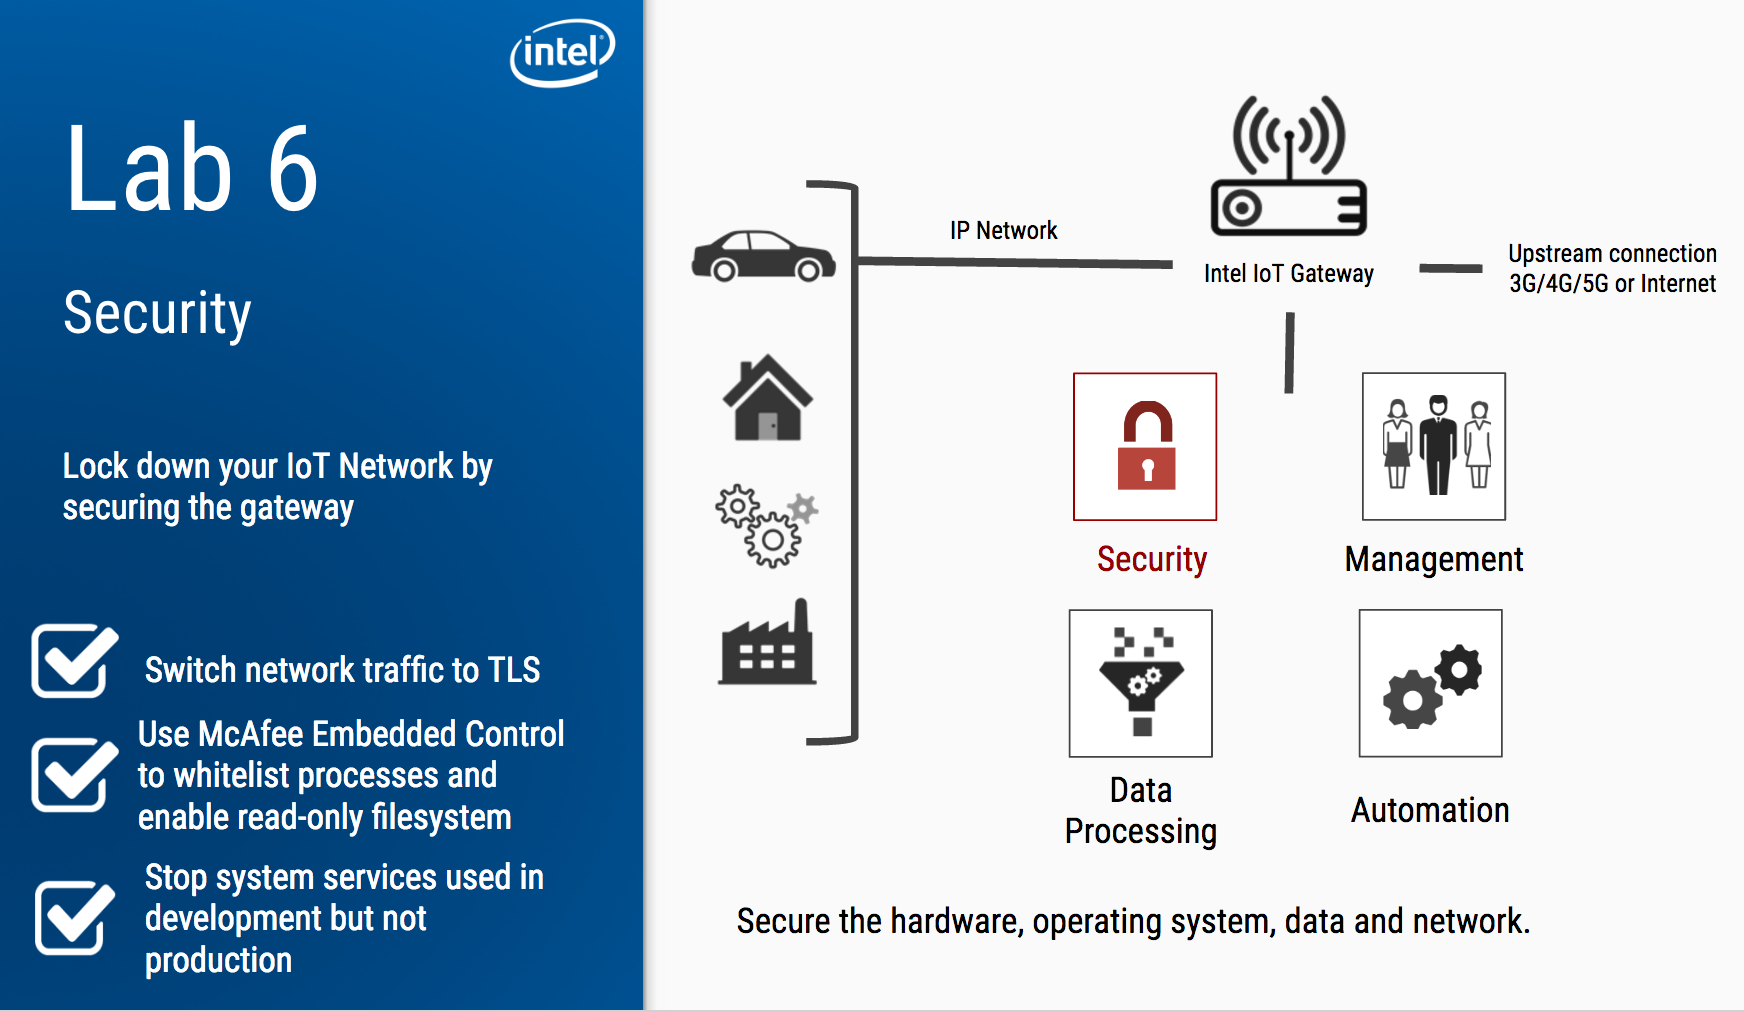 intel
Lab 6
Security
Lock down your IoT Network by
securing the gateway
Switch network traffic to TLS
Use McAfee Embedded Control
to whitelist processes and
enable read-only filesystem
Stop system services used in
development but not
production
IP Network
Intel IoT Gateway
Upstream connection
3G/4G/5G or Internet
Security
Management
Data
Processing
Automation
Secure the hardware, operating system, data and network.